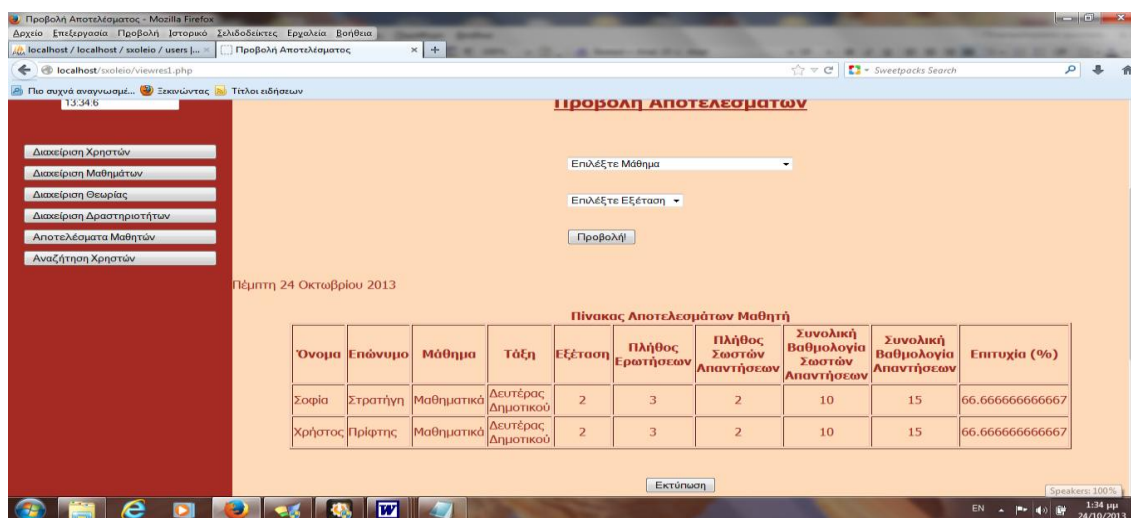 Προβολή Αποτελέσματος - Mozilla Firefox
Αρχείο Επεξεργασία Προβολή Ιστορικό Σελιδοδείκτες Εργαλεία Βοήθεια
localhost / localhost / sxoleio / users |...
Προβολή Αποτελέσματος
localhost/sxoleio/viewres1.php
Sweetpacks Search
Πιο συχνά αναγνωσμέ... Ξεκινώντας Τίτλοι ειδήσεων
13:34:6
Προβολή Αποτελεσμάτων
Διαχείριση Χρηστών
Διαχείριση Μαθημάτων
Διαχείριση Θεωρίας
Διαχείριση Δραστηριοτήτων
Αποτελέσματα Μαθητών
Αναζήτηση Χρηστών
Επιλέξτε Μάθημα
Επιλέξτε Εξέταση
Προβολή!
Πέμπτη 24 Οκτωβρίου 2013
Πίνακας Αποτελεσμάτων Μαθητή
Όνομα Επώνυμο Μάθημα Τάξη Εξέταση Πλήθος Ερωτήσεων Πλήθος Σωστών Απαντήσεων Συνολική Βαθμολογία Σωστών Απαντήσεων Συνολική Βαθμολογία Απαντήσεων Επιτυχία (%)
Σοφία Στρατήγη Μαθηματικά Δευτέρας Δημοτικού 2 3 2 10 15 66.666666666667
Χρήστος Πρίφτης Μαθηματικά Δευτέρας Δημοτικού 2 3 2 10 15 66.666666666667
Εκτύπωση
Speakers: 100%
EN
1:34 μμ
24/10/2013